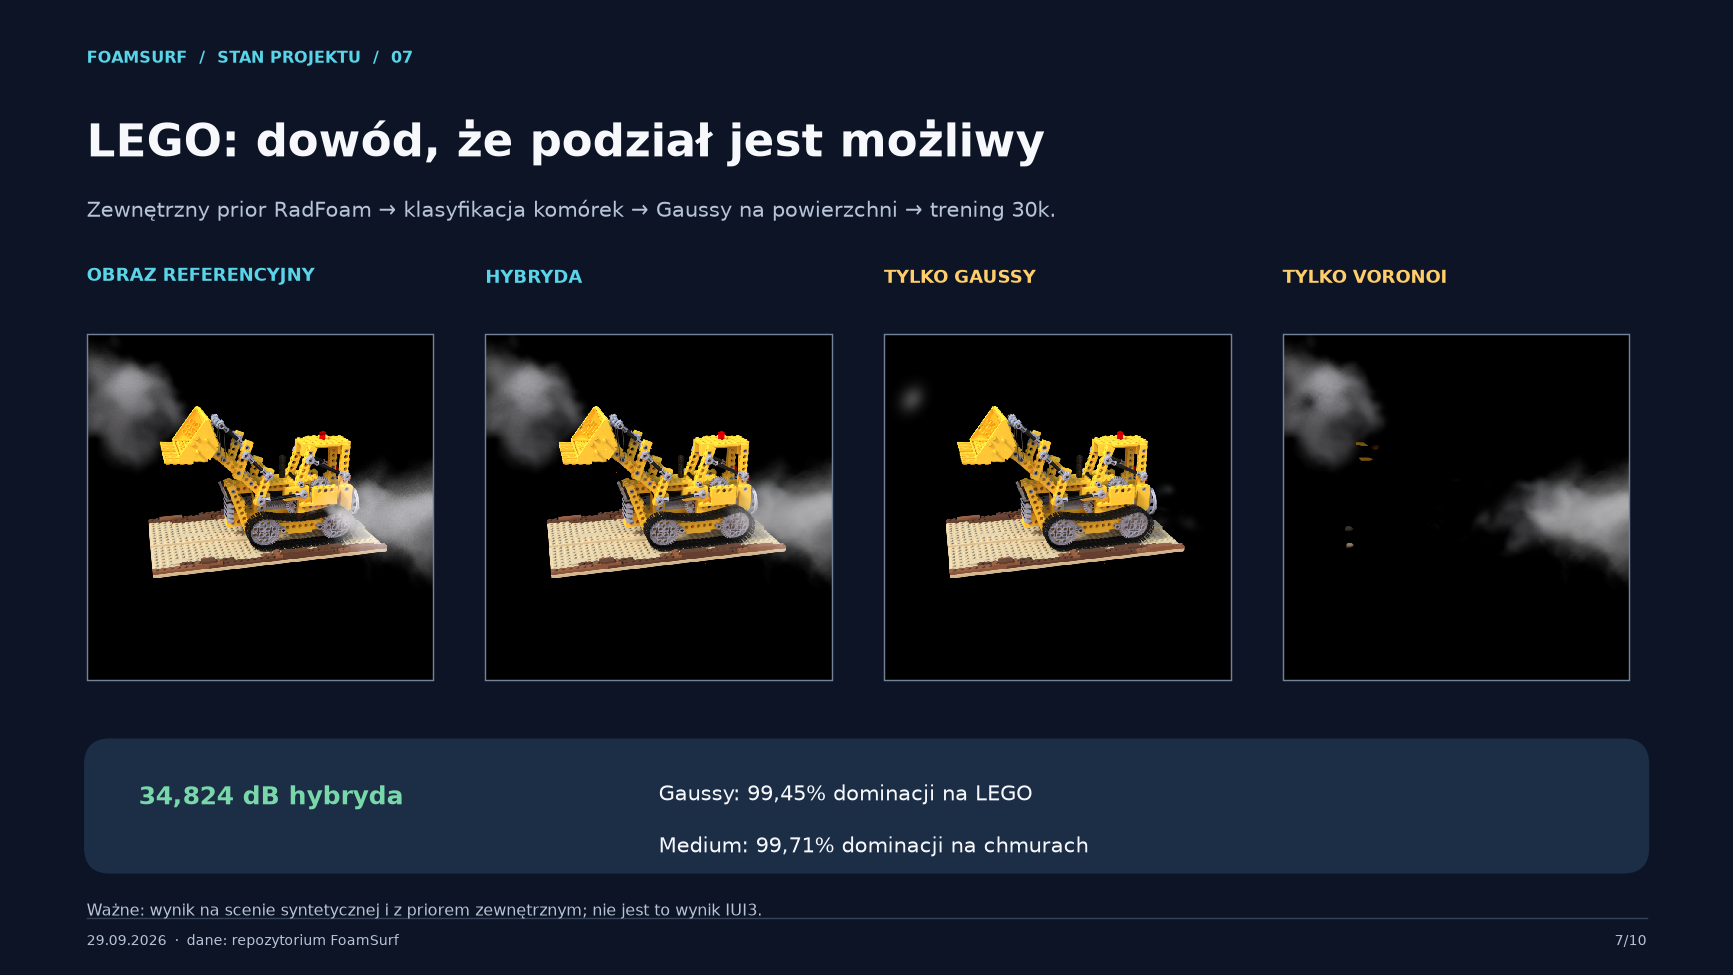 FOAMSURF / STAN PROJEKTU / 07
LEGO: dowód, że podział jest możliwy
Zewnętrzny prior RadFoam → klasyfikacja komórek → Gaussy na powierzchni → trening 30k.
OBRAZ REFERENCYJNY
HYBRYDA
TYLKO GAUSSY
TYLKO VORONOI
34,824 dB hybryda
Gaussy: 99,45% dominacji na LEGO
Medium: 99,71% dominacji na chmurach
Ważne: wynik na scenie syntetycznej i z priorem zewnętrznym; nie jest to wynik IUI3.
29.09.2026 · dane: repozytorium FoamSurf
7/10